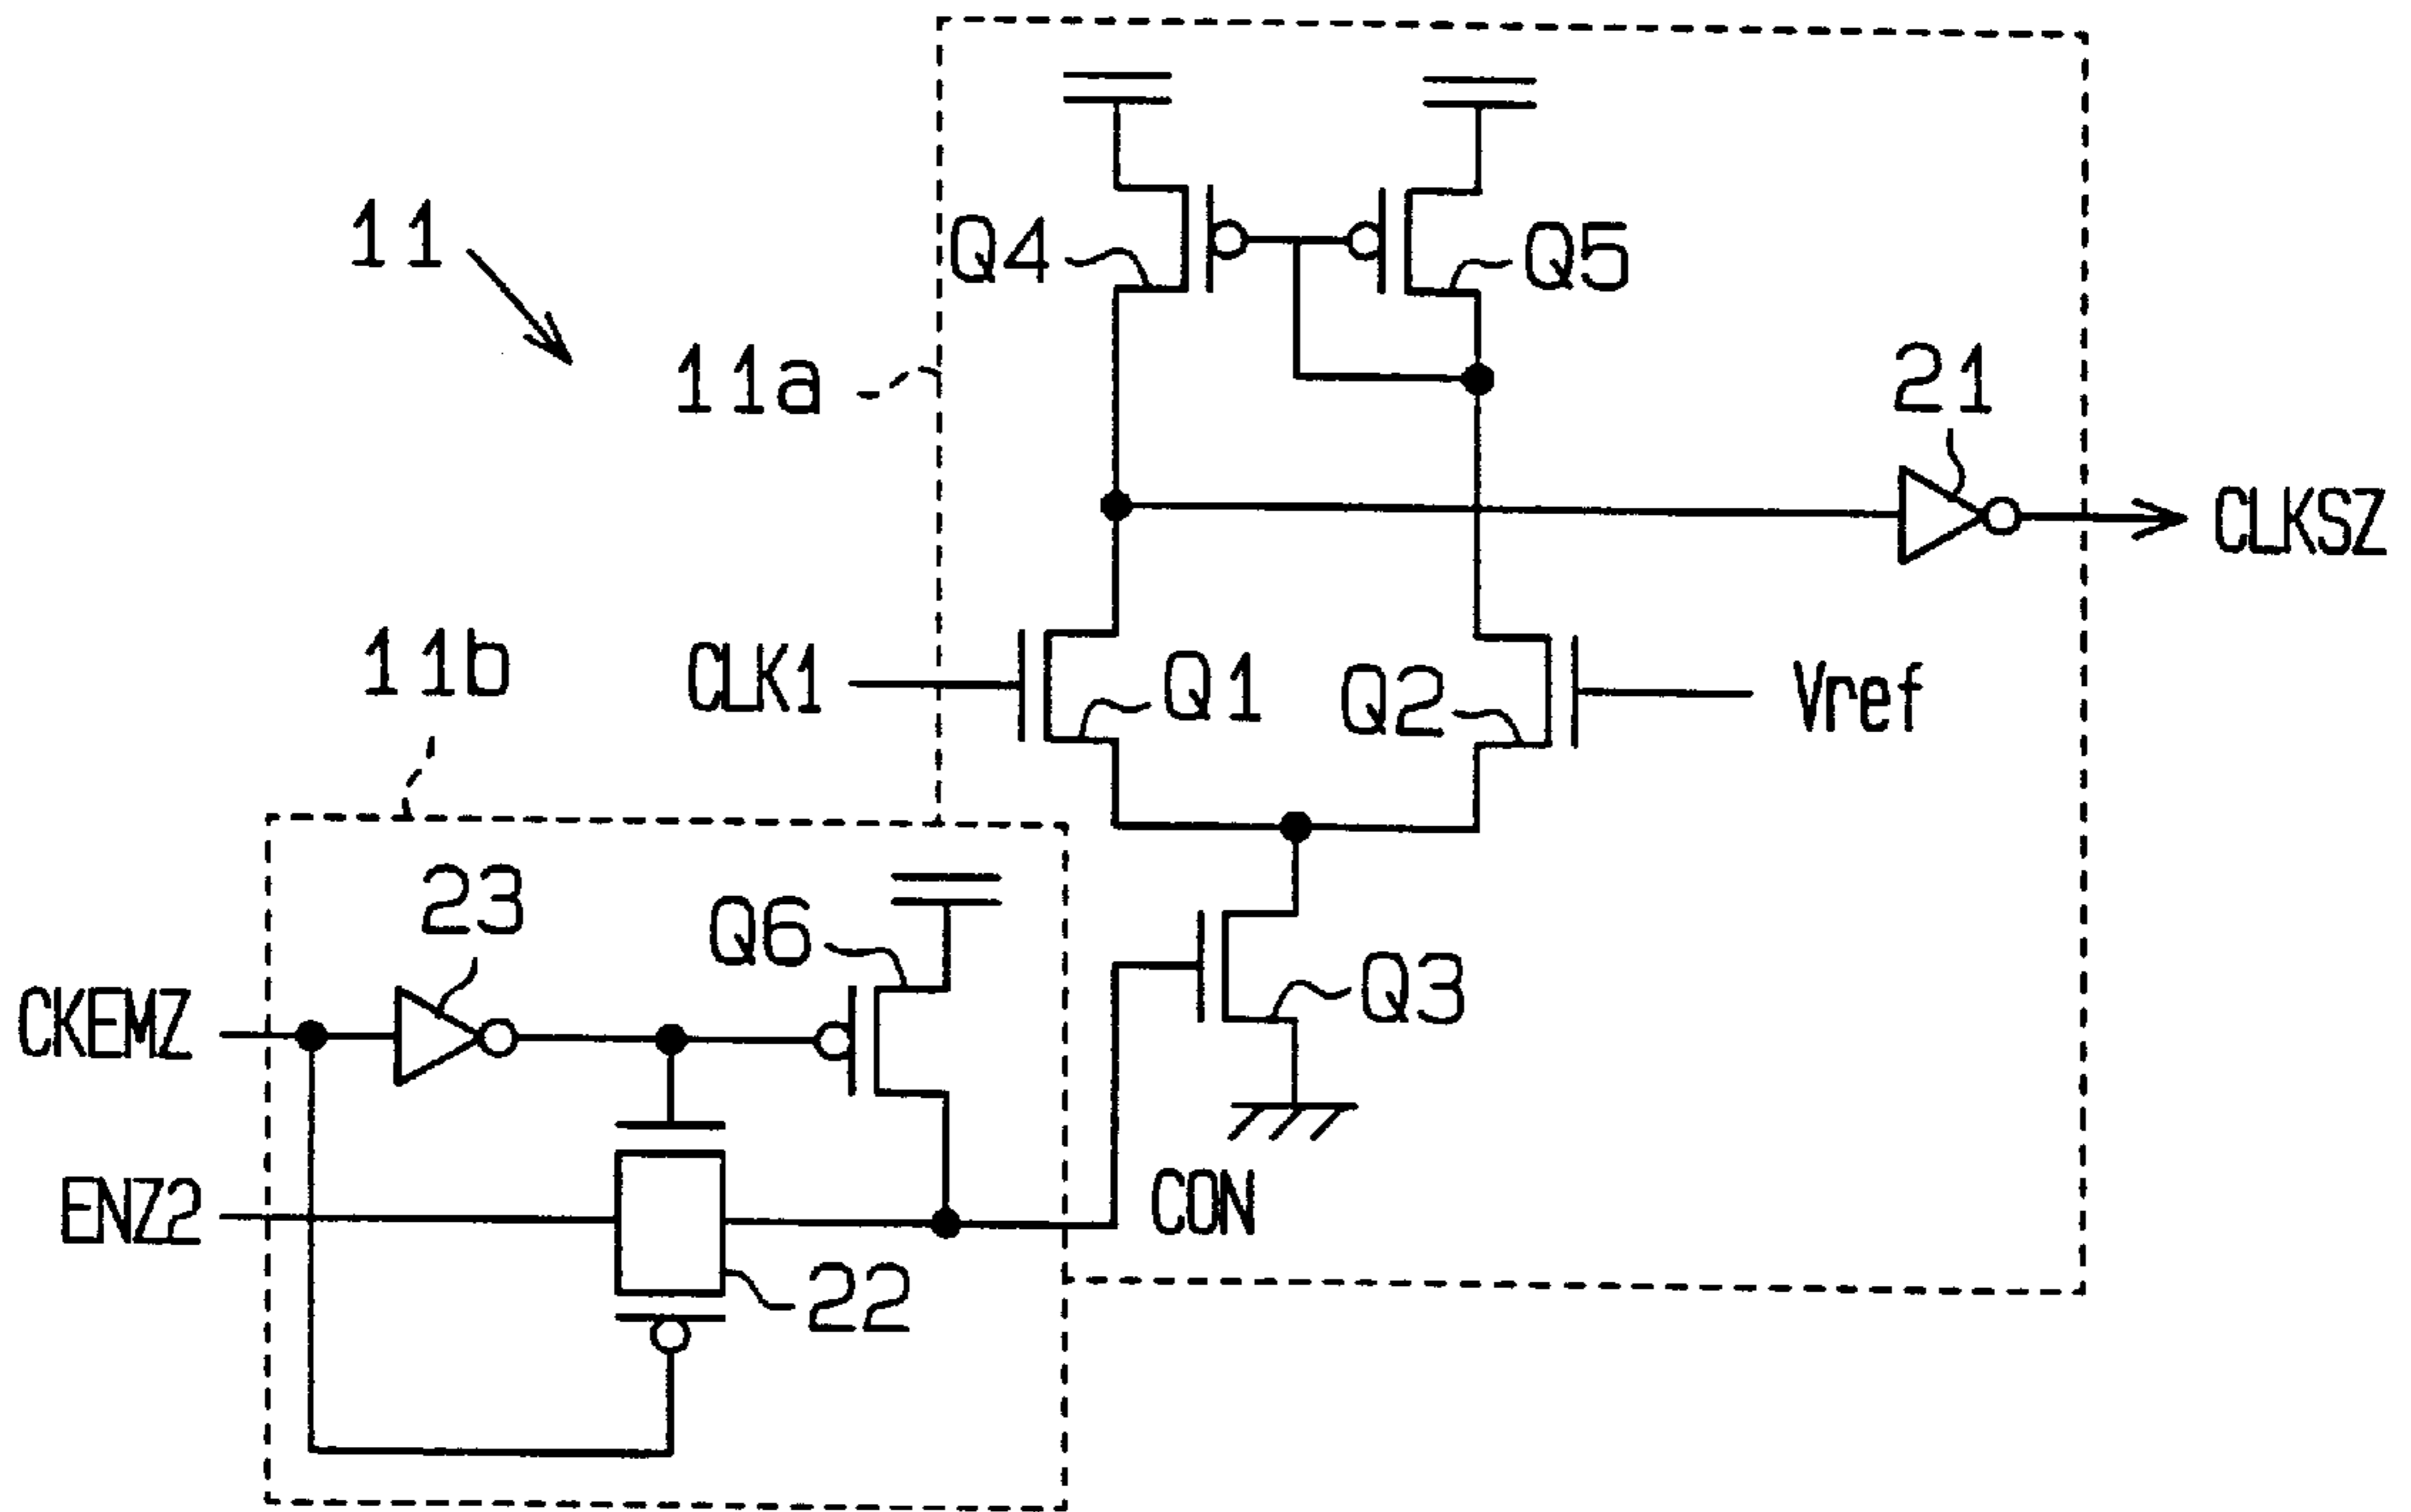 11
Q4
Q5
11a
21
CLKSZ
11b
CLK1
Q1
Q2
Vref
23
Q6
Q3
CKEMZ
ENZ2
CON
22